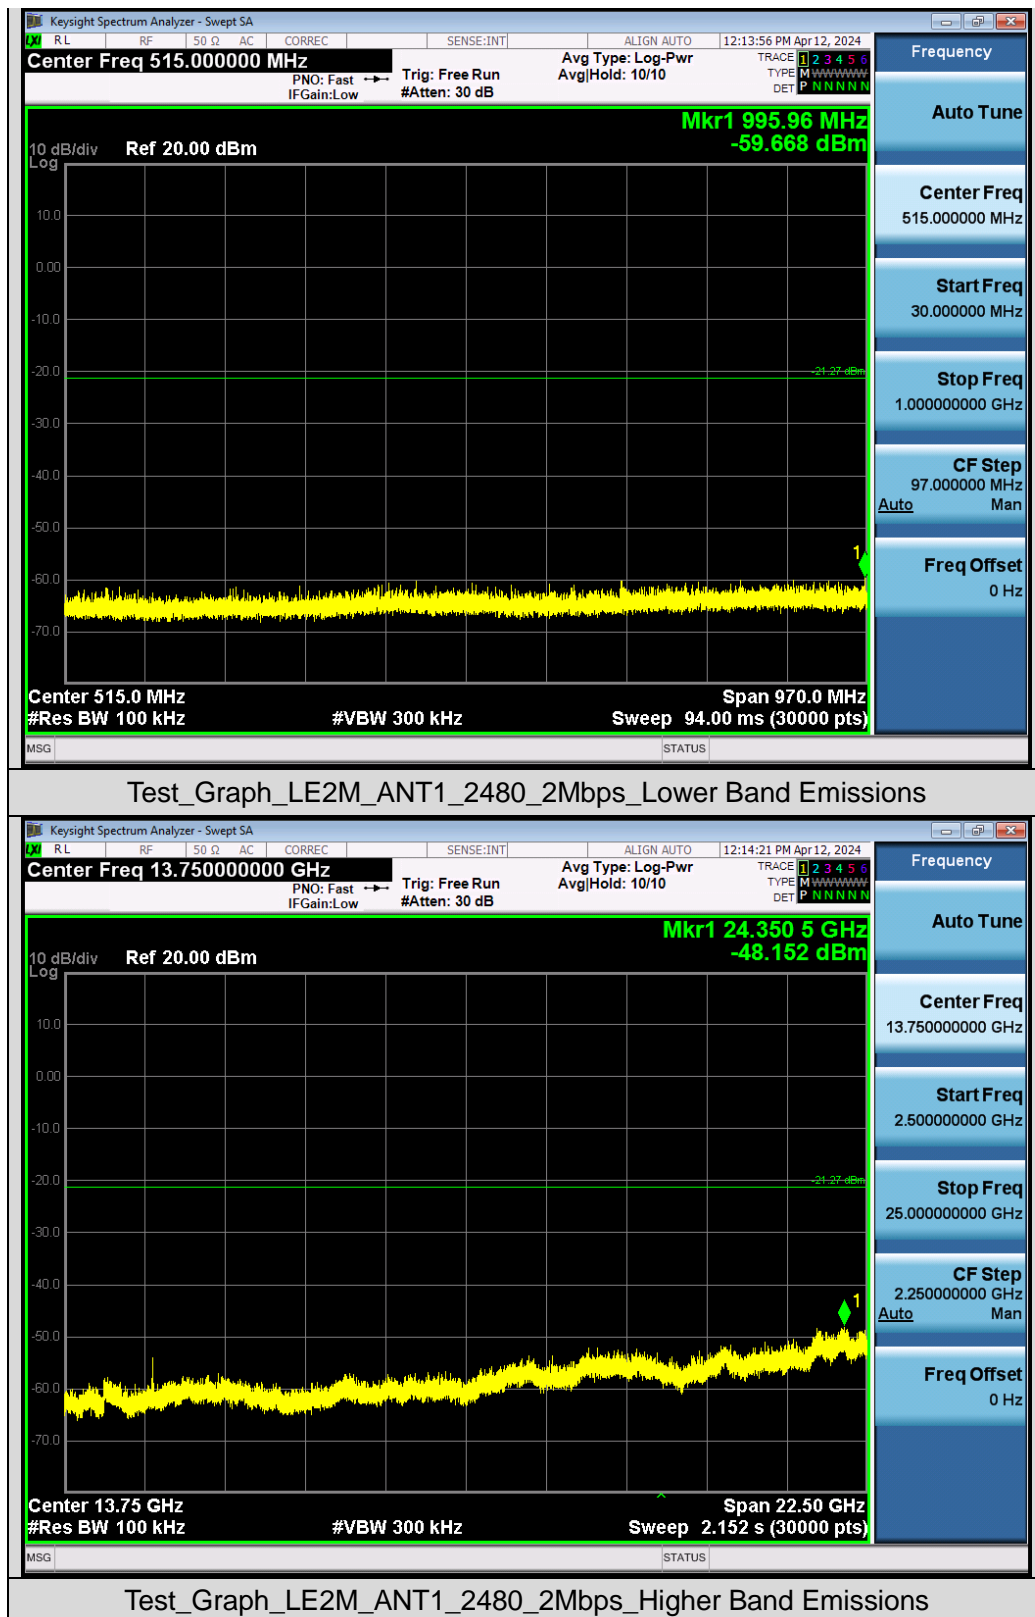 Keysight Spectrum Analyzer - Swept SA
LXI RL RF 50 Ω AC CORREC SENSE:INT ALIGN AUTO 12:13:56 PM Apr 12, 2024
Center Freq 515.000000 MHz
PNO: Fast
IFGain:Low
Trig: Free Run
#Atten: 30 dB
Avg Type: Log-Pwr
Avg|Hold: 10/10
TRACE 1 2 3 4 5 6
TYPE M WWWWW
DET P N N N N N
Mkr1 995.96 MHz
-59.668 dBm
10 dB/div Ref 20.00 dBm
Log
10.0
0.00
-10.0
-20.0
-21.27 dBm
-30.0
-40.0
-50.0
1
-60.0
-70.0
Center 515.0 MHz Span 970.0 MHz
#Res BW 100 kHz #VBW 300 kHz Sweep 94.00 ms (30000 pts)
MSG STATUS
Frequency
Auto Tune
Center Freq
515.000000 MHz
Start Freq
30.000000 MHz
Stop Freq
1.000000000 GHz
CF Step
97.000000 MHz
Auto Man
Freq Offset
0 Hz
Test_Graph_LE2M_ANT1_2480_2Mbps_Lower Band Emissions
Keysight Spectrum Analyzer - Swept SA
LXI RL RF 50 Ω AC CORREC SENSE:INT ALIGN AUTO 12:14:21 PM Apr 12, 2024
Center Freq 13.750000000 GHz
PNO: Fast
IFGain:Low
Trig: Free Run
#Atten: 30 dB
Avg Type: Log-Pwr
Avg|Hold: 10/10
TRACE 1 2 3 4 5 6
TYPE M WWWWW
DET P N N N N N
Mkr1 24.350 5 GHz
-48.152 dBm
10 dB/div Ref 20.00 dBm
Log
10.0
0.00
-10.0
-20.0
-21.27 dBm
-30.0
-40.0
1
-50.0
-60.0
-70.0
Center 13.75 GHz Span 22.50 GHz
#Res BW 100 kHz #VBW 300 kHz Sweep 2.152 s (30000 pts)
MSG STATUS
Frequency
Auto Tune
Center Freq
13.750000000 GHz
Start Freq
2.500000000 GHz
Stop Freq
25.000000000 GHz
CF Step
2.250000000 GHz
Auto Man
Freq Offset
0 Hz
Test_Graph_LE2M_ANT1_2480_2Mbps_Higher Band Emissions